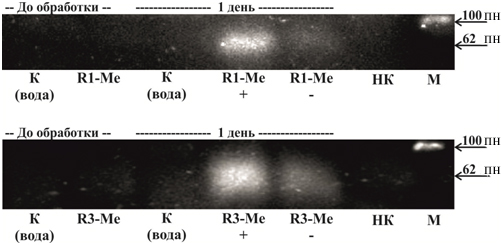 -- До обработки -- ---------------- 1 день ----------------
100 пн
62 пн
К R1-Me К R1-Me R1-Me НК М
(вода) (вода) + -
-- До обработки -- ---------------- 1 день ----------------
100 пн
62 пн
К R3-Me К R3-Me R3-Me НК М
(вода) (вода) + -